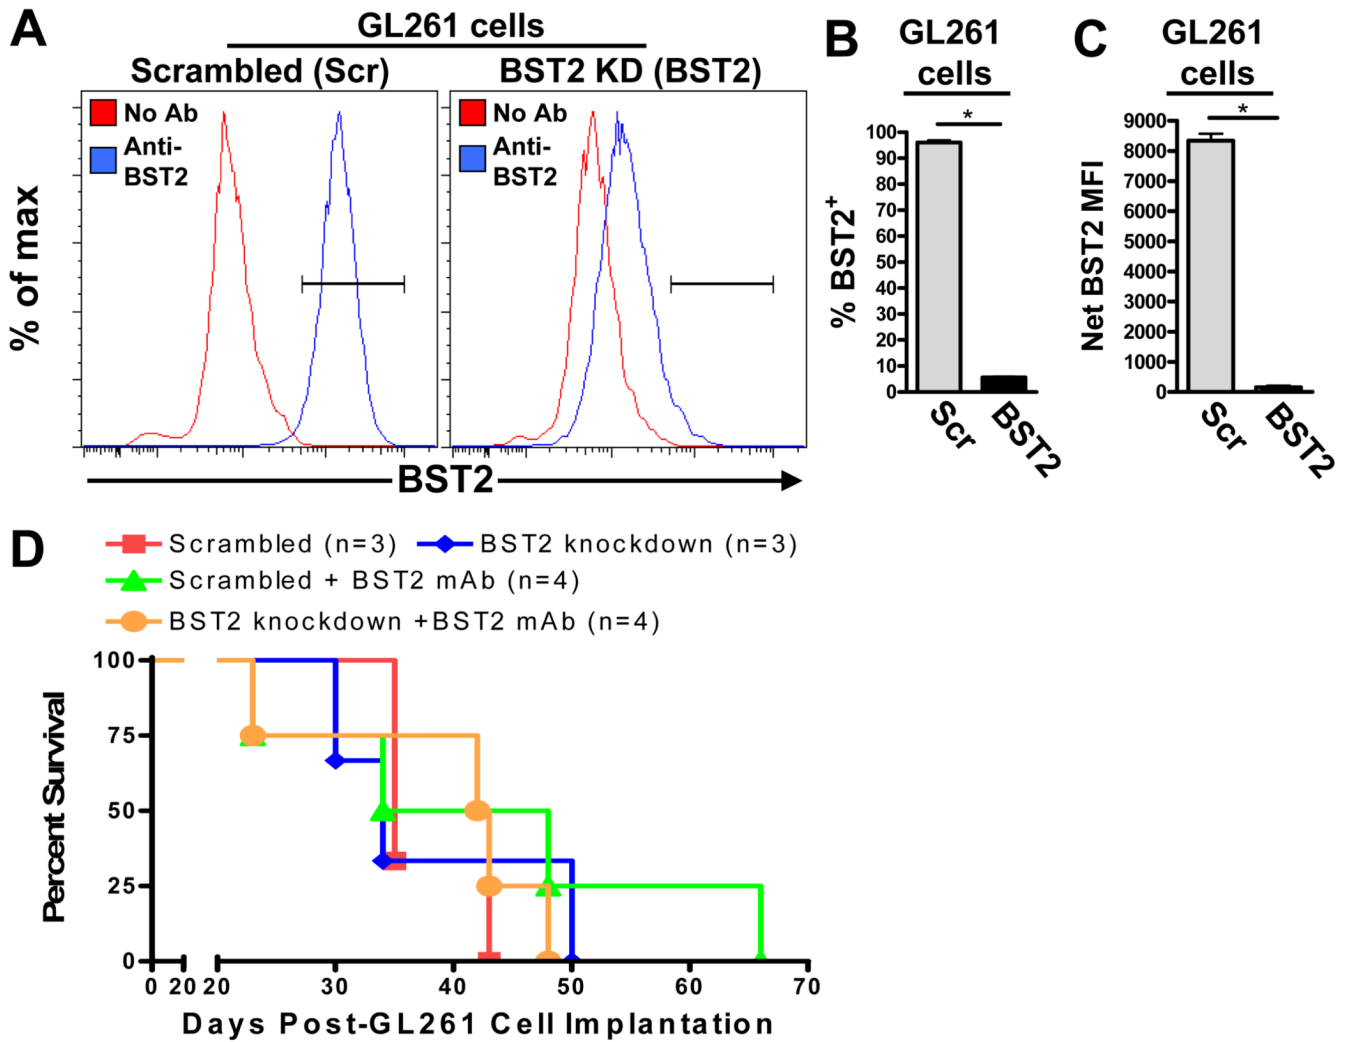 A
GL261 cells
Scrambled (Scr)
BST2 KD (BST2)
No Ab
Anti-
BST2
No Ab
Anti-
BST2
% of max
BST2
B
GL261
cells
*
% BST2+
100
90
80
70
60
50
40
30
20
10
0
Scr
BST2
C
GL261
cells
*
Net BST2 MFI
9000
8000
7000
6000
5000
4000
3000
2000
1000
0
Scr
BST2
D
Scrambled (n=3)
BST2 knockdown (n=3)
Scrambled + BST2 mAb (n=4)
BST2 knockdown +BST2 mAb (n=4)
Percent Survival
100
75
50
25
0
0 20 20 30 40 50 60 70
Days Post-GL261 Cell Implantation